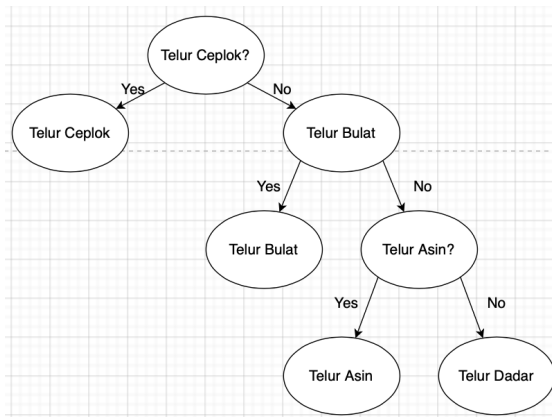 Telur Ceplok?
Yes
No
Telur Ceplok
Telur Bulat
Yes
No
Telur Bulat
Telur Asin?
Yes
No
Telur Asin
Telur Dadar